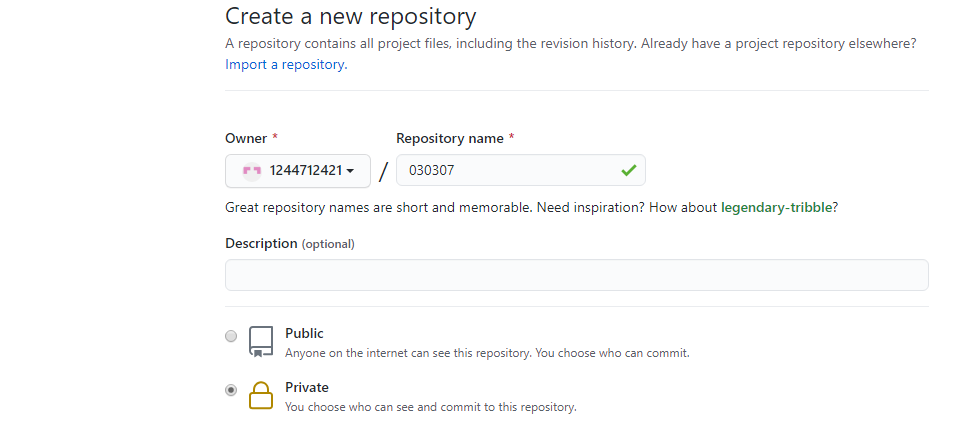 Create a new repository
A repository contains all project files, including the revision history. Already have a project repository elsewhere?
Import a repository.
Owner * Repository name *
1244712421 / 030307
Great repository names are short and memorable. Need inspiration? How about legendary-tribble?
Description (optional)
Public
Anyone on the internet can see this repository. You choose who can commit.
Private
You choose who can see and commit to this repository.